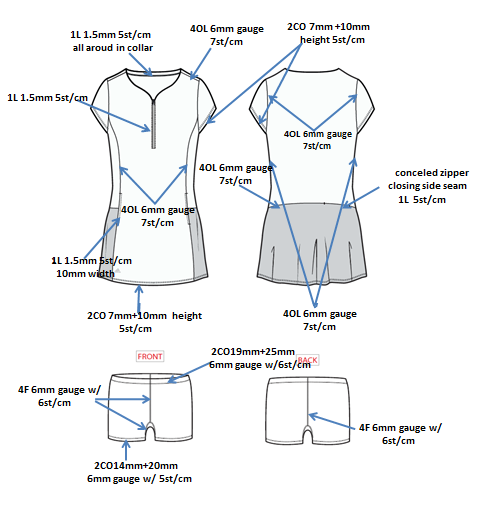 1L 1.5mm 5st/cm
all aroud in collar
4OL 6mm gauge
7st/cm
2CO 7mm +10mm
height 5st/cm
1L 1.5mm 5st/cm
4OL 6mm gauge
7st/cm
4OL 6mm gauge
7st/cm
conceled zipper
closing side seam
1L 5st/cm
4OL 6mm gauge
7st/cm
1L 1.5mm 5st/cm
10mm width
2CO 7mm+10mm height
5st/cm
4OL 6mm gauge
7st/cm
FRONT
2CO19mm+25mm
6mm gauge w/6st/cm
BACK
4F 6mm gauge w/
6st/cm
4F 6mm gauge w/
6st/cm
2CO14mm+20mm
6mm gauge w/ 5st/cm